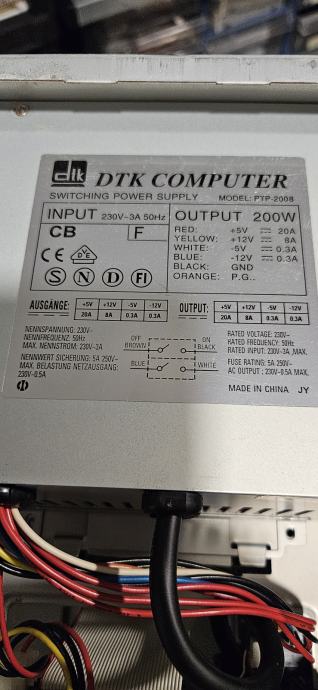 dtk DTK COMPUTER
SWITCHING POWER SUPPLY MODEL: PTP-2008
INPUT 230V~3A 50Hz
CB F
CE VDE
S N D FI
OUTPUT 200W
RED: +5V 20A
YELLOW: +12V 8A
WHITE: -5V 0.3A
BLUE: -12V 0.3A
BLACK: GND
ORANGE: P.G.
AUSGÄNGE: +5V +12V -5V -12V
20A 8A 0.3A 0.3A
OUTPUT: +5V +12V -5V -12V
20A 8A 0.3A 0.3A
NENNSPANNUNG: 230V~
NENNFREQUENZ: 50Hz
MAX. NENNSTROM: 230V~3A
NENNWERT SICHERUNG: 5A 250V~
MAX. BELASTUNG NETZAUSGANG:
230V~0.5A
OFF ON
BROWN BLACK
BLUE WHITE
RATED VOLTAGE: 230V~
RATED FREQUENCY: 50Hz
RATED INPUT: 230V~3A ,MAX.
FUSE RATING: 5A 250V~
AC OUTPUT : 230V~0.5A MAX.
MADE IN CHINA JY